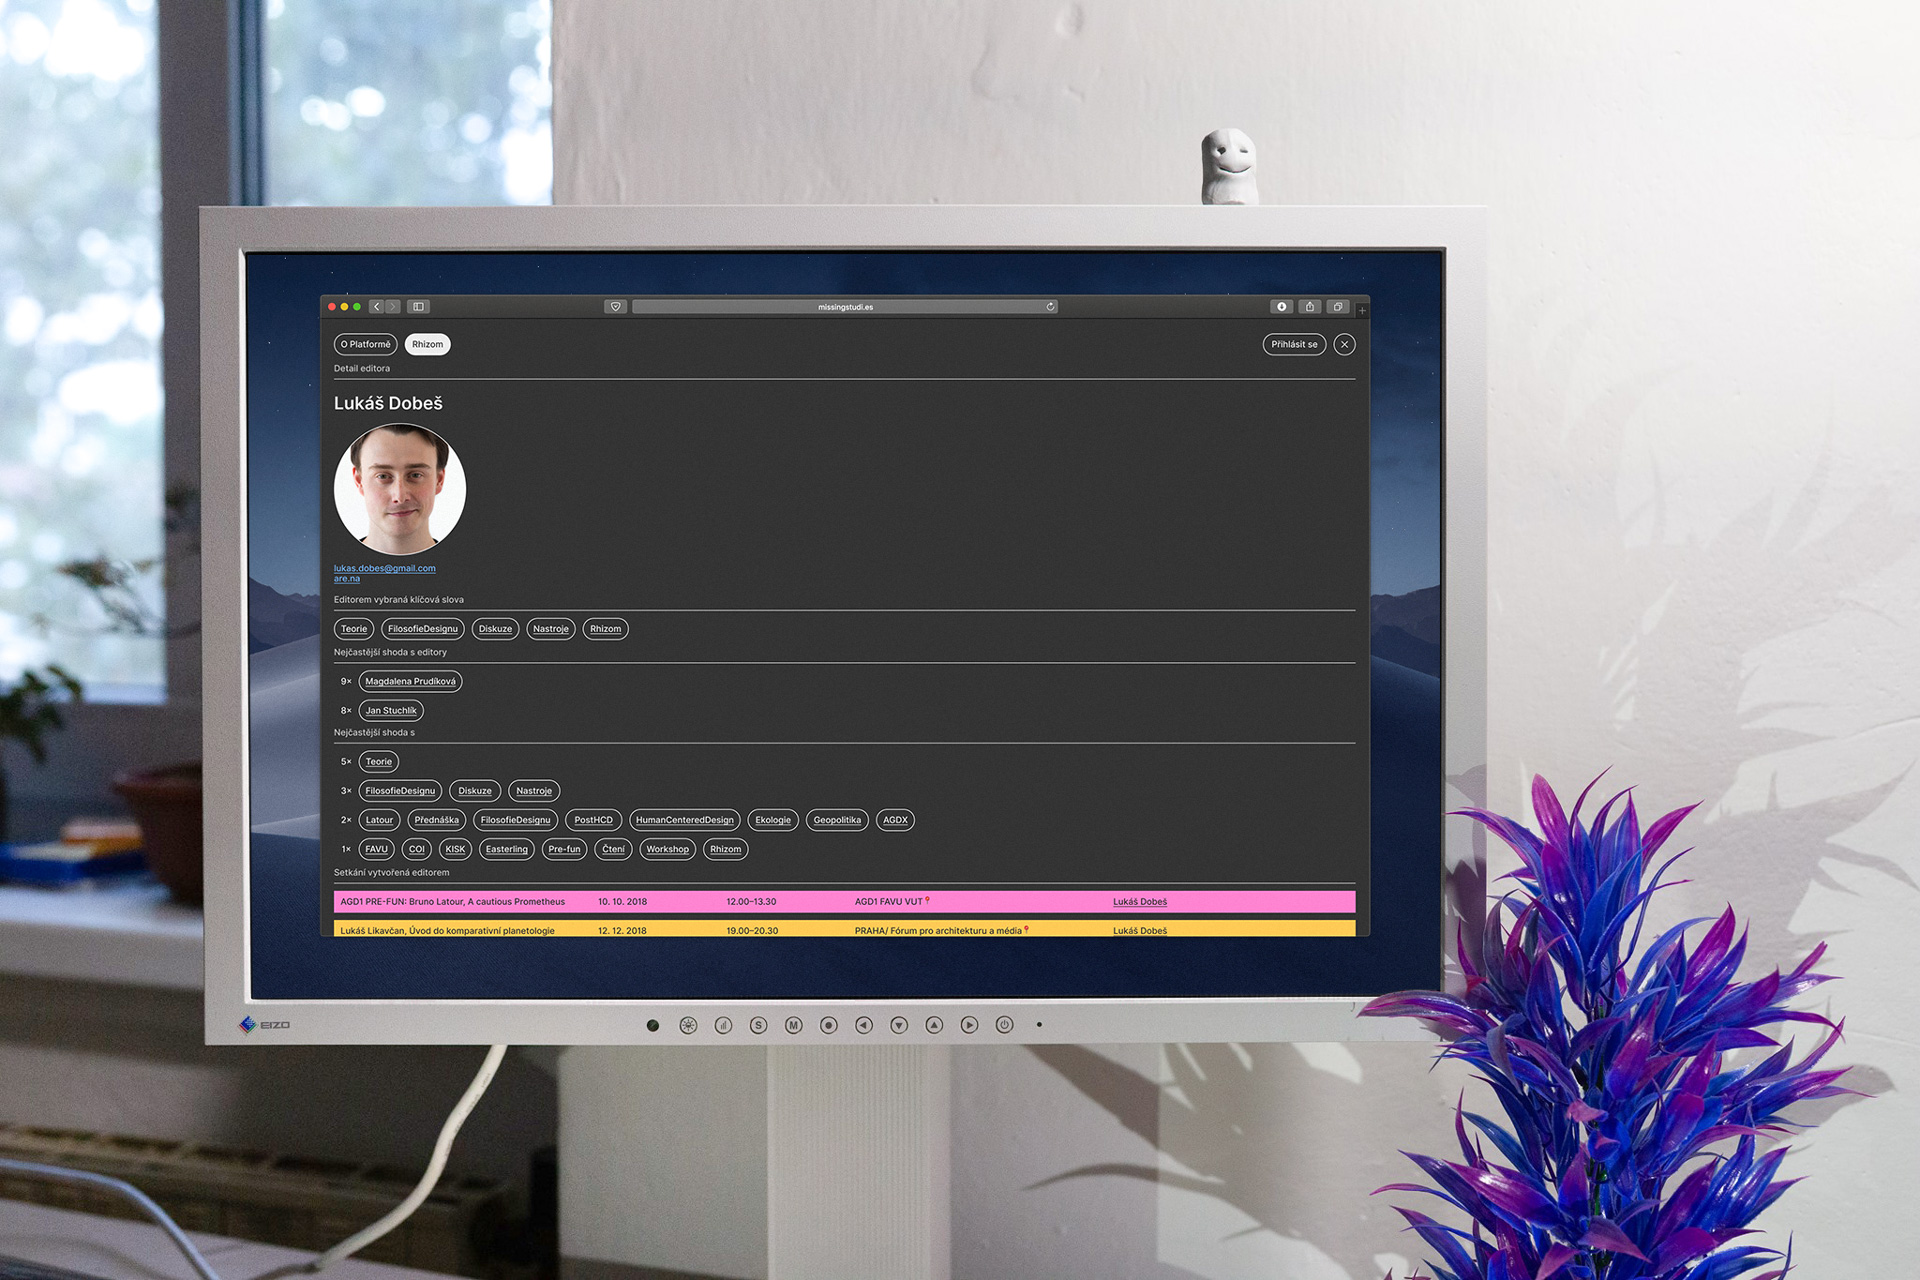 missingstudi.es
O Platformě Rhizom Přihlásit se
Detail editora
Lukáš Dobeš
lukas.dobes@gmail.com
are.na
Editorem vybraná klíčová slova
Teorie FilosofieDesignu Diskuze Nastroje Rhizom
Nejčastější shoda s editory
9× Magdalena Prudíková
8× Jan Stuchlík
Nejčastější shoda s
5× Teorie
3× FilosofieDesignu Diskuze Nastroje
2× Latour Přednáška FilosofieDesignu PostHCD HumanCenteredDesign Ekologie Geopolitika AGDX
1× FAVU COI KISK Easterling Pre-fun Čtení Workshop Rhizom
Setkání vytvořená editorem
AGD1 PRE-FUN: Bruno Latour, A cautious Prometheus 10. 10. 2018 12.00–13.30 AGD1 FAVU VUT Lukáš Dobeš
Lukáš Likavčan, Úvod do komparativní planetologie 12. 12. 2018 19.00–20.30 PRAHA/ Fórum pro architekturu a média Lukáš Dobeš
EIZO S M